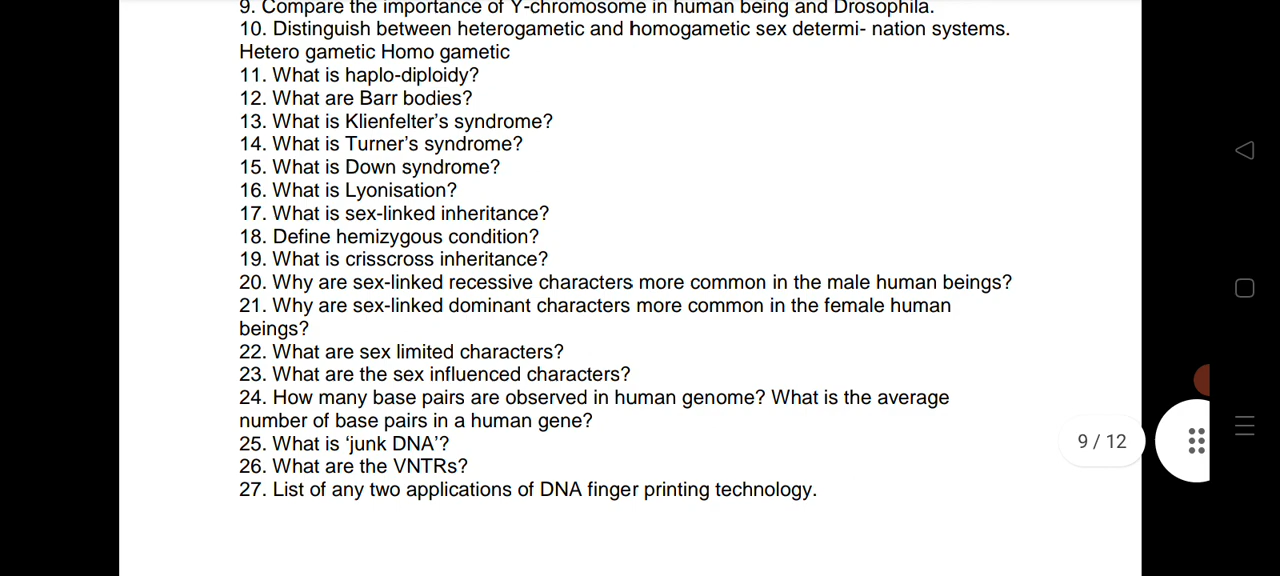 9. Compare the importance of Y-chromosome in human being and Drosophila.
10. Distinguish between heterogametic and homogametic sex determi- nation systems.
Hetero gametic Homo gametic
11. What is haplo-diploidy?
12. What are Barr bodies?
13. What is Klienfelter’s syndrome?
14. What is Turner’s syndrome?
15. What is Down syndrome?
16. What is Lyonisation?
17. What is sex-linked inheritance?
18. Define hemizygous condition?
19. What is crisscross inheritance?
20. Why are sex-linked recessive characters more common in the male human beings?
21. Why are sex-linked dominant characters more common in the female human
beings?
22. What are sex limited characters?
23. What are the sex influenced characters?
24. How many base pairs are observed in human genome? What is the average
number of base pairs in a human gene?
25. What is ‘junk DNA’?
26. What are the VNTRs?
27. List of any two applications of DNA finger printing technology.
9 / 12